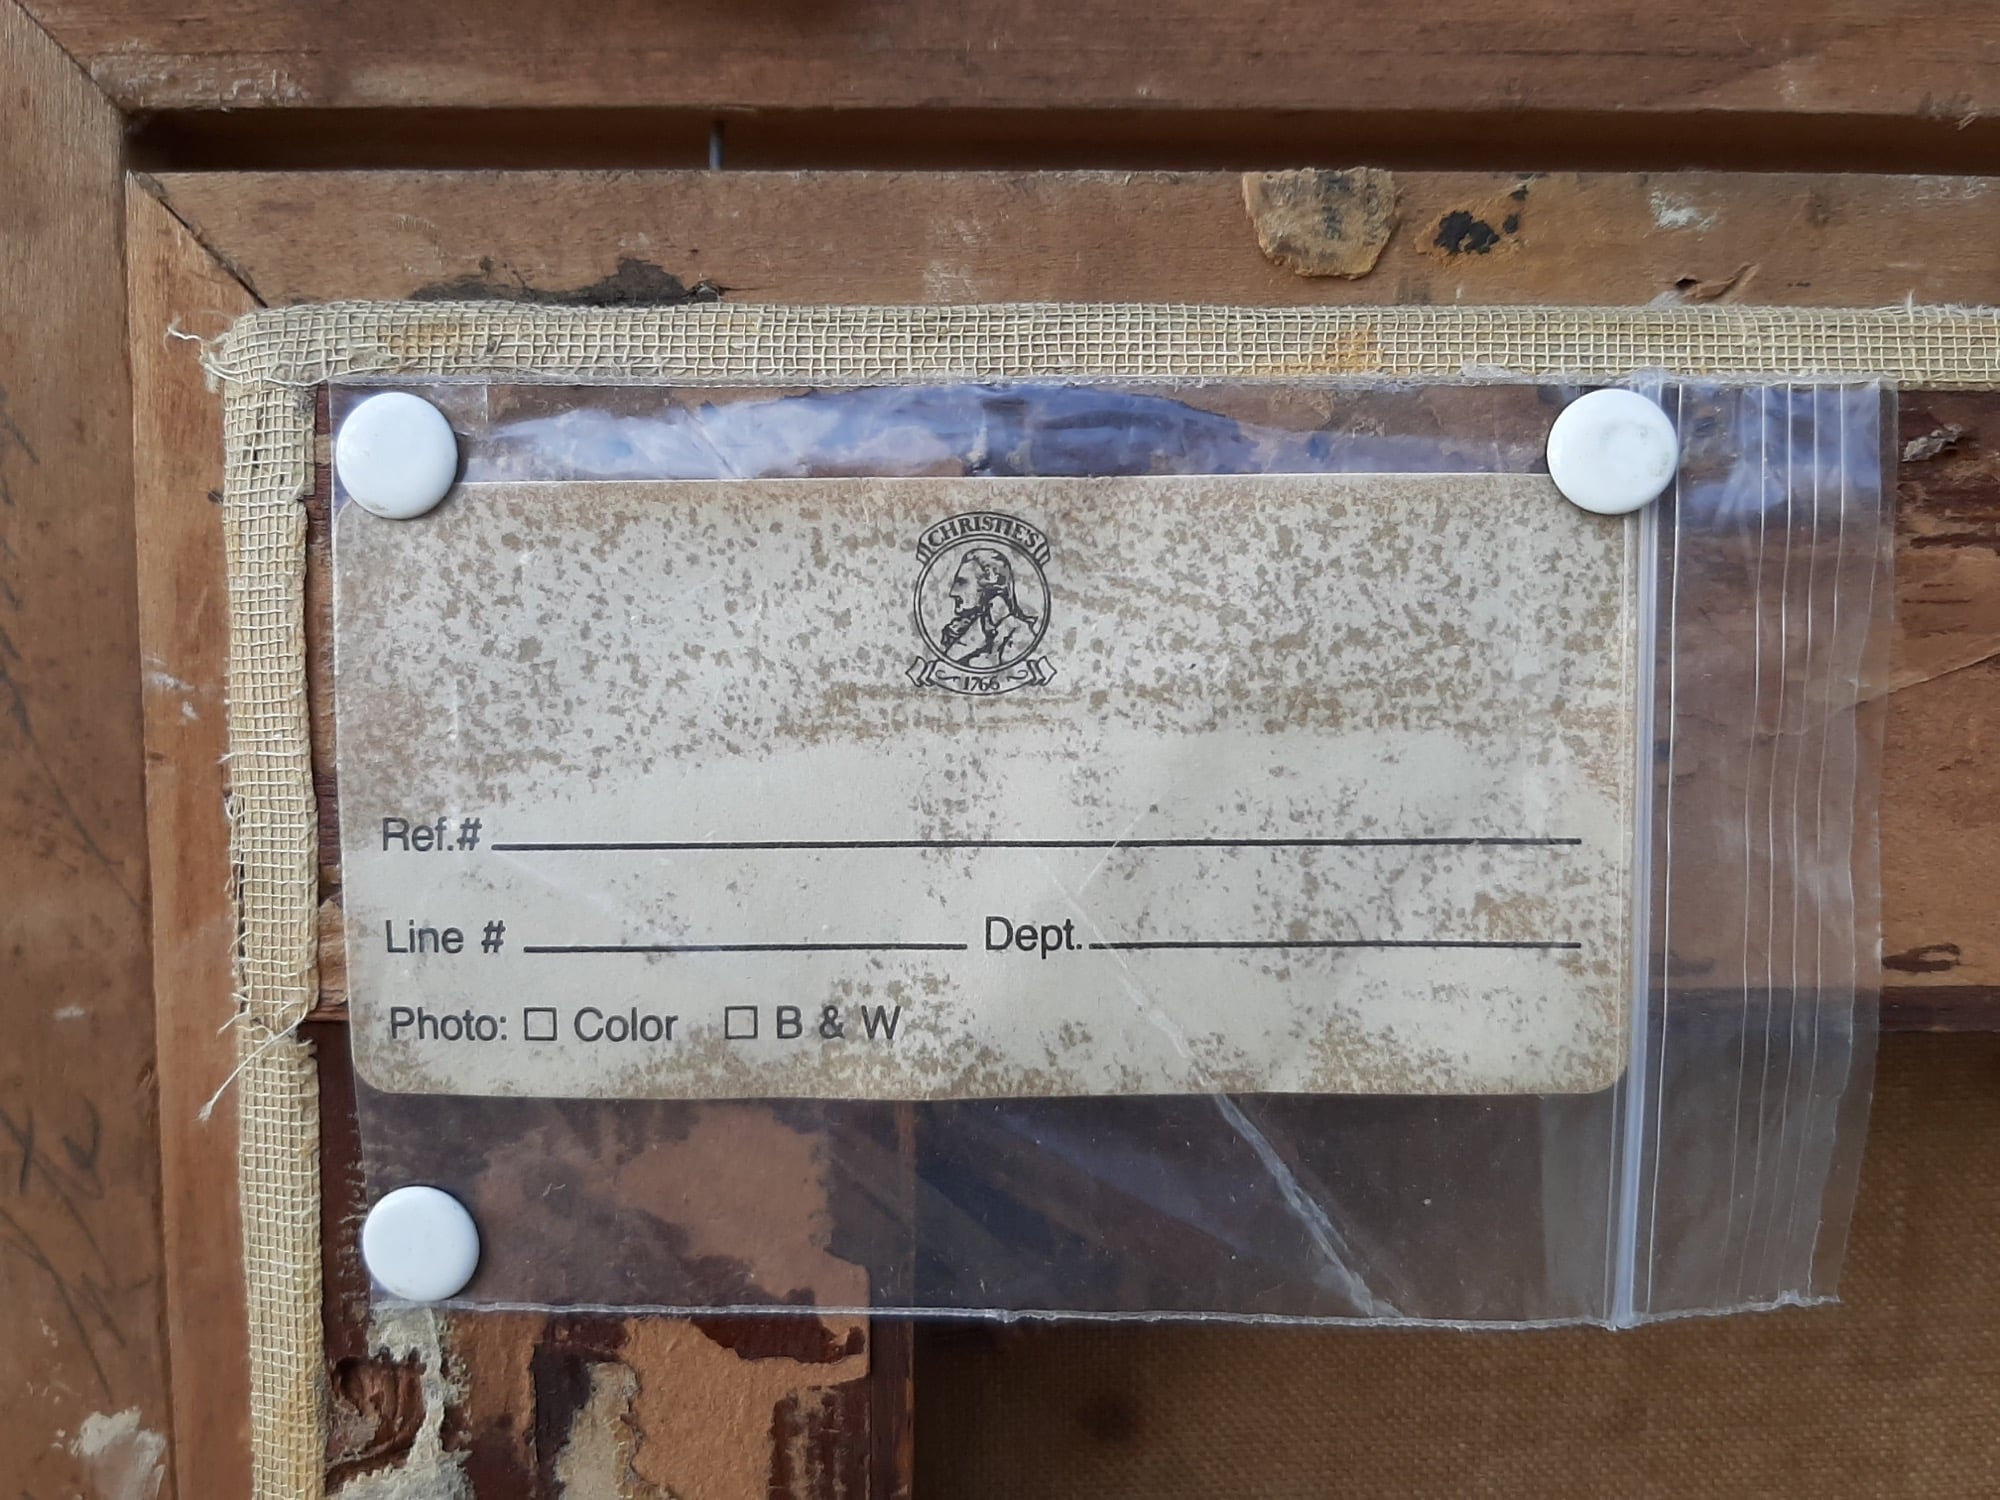 CHRISTIE'S
1766
Ref.#
Line # Dept.
Photo: ☐ Color ☐ B & W